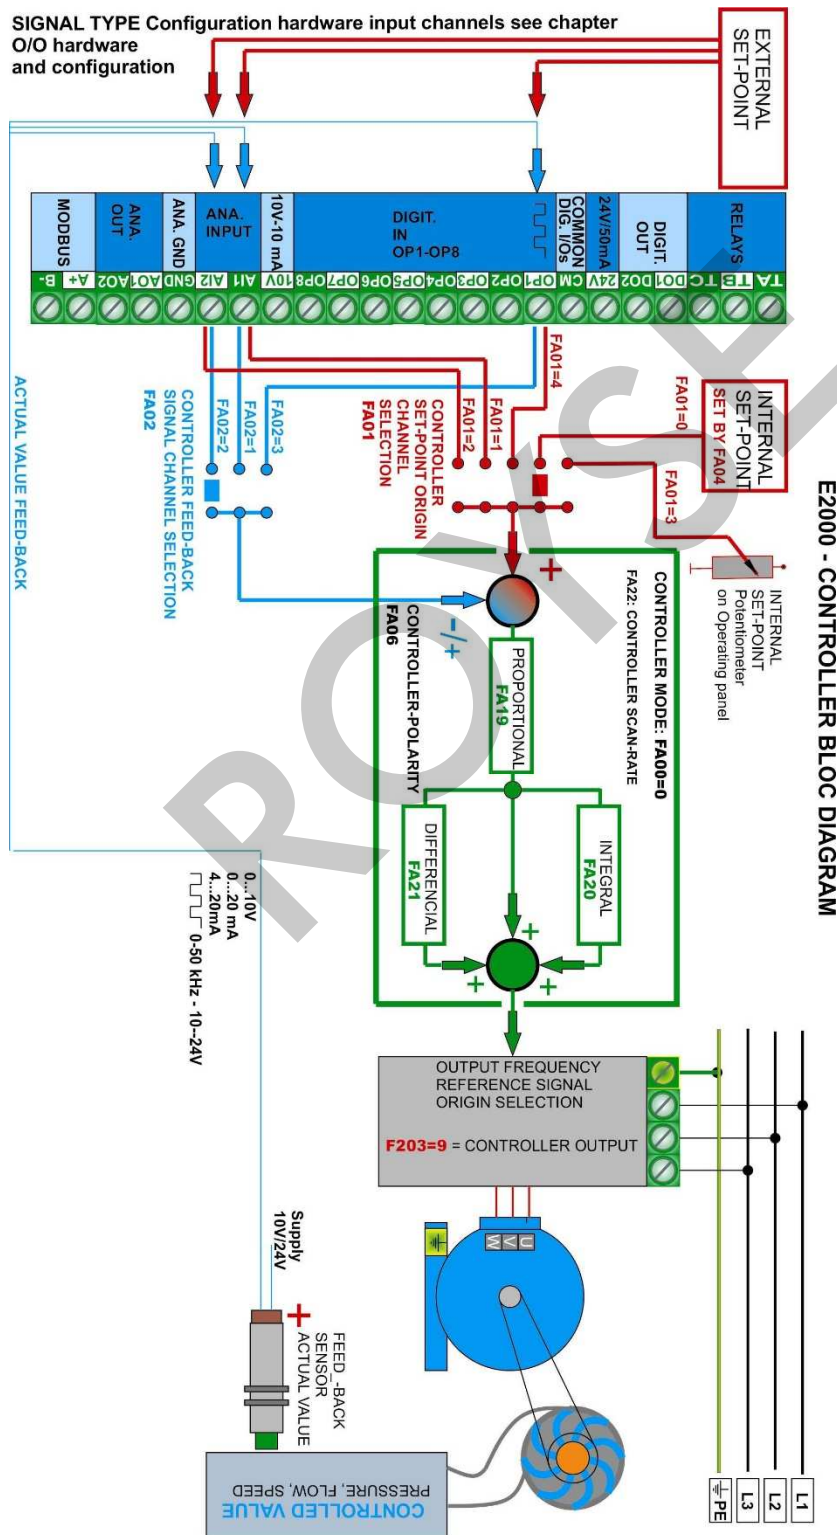 SIGNAL TYPE Configuration hardware input channels see chapter
O/O hardware
and configuration
EXTERNAL
SET-POINT
E2000 - CONTROLLER BLOC DIAGRAM
MODBUS
ANA.
OUT
ANA. GND
ANA.
INPUT
10V-10 mA
DIGIT.
IN
OP1-OP8
COMMON
DIG. I/Os
24V/50mA
DIGIT.
OUT
RELAYS
B-
A+
AO2
AO1
GND
AI2
AI1
10V
OP8
OP7
OP6
OP5
OP4
OP3
OP2
OP1
CM
24V
DO2
DO1
TC
TB
TA
ACTUAL VALUE FEED-BACK
FA02=2
FA02=1
FA02=3
CONTROLLER FEED-BACK
SIGNAL CHANNEL SELECTION
FA02
FA01=2
FA01=1
FA01=4
CONTROLLER
SET-POINT ORIGIN
CHANNEL
SELECTION
FA01
FA01=0
INTERNAL
SET-POINT
SET BY FA04
FA01=3
INTERNAL
SET-POINT
Potentiometer
on Operating panel
CONTROLLER MODE: FA00=0
FA22: CONTROLLER SCAN-RATE
+
-/+
CONTROLLER-POLARITY
FA06
PROPORTIONAL
FA19
INTEGRAL
FA20
DIFFERENCIAL
FA21
+
+
+
OUTPUT FREQUENCY
REFERENCE SIGNAL
ORIGIN SELECTION
F203=9 = CONTROLLER OUTPUT
0...10V
0...20 mA
4...20mA
0-50 kHz - 10--24V
U
V
W
Supply
10V/24V
+
FEED_-BACK
SENSOR
ACTUAL VALUE
CONTROLLED VALUE
PRESSURE, FLOW, SPEED
L1
L2
L3
PE
ROYSE